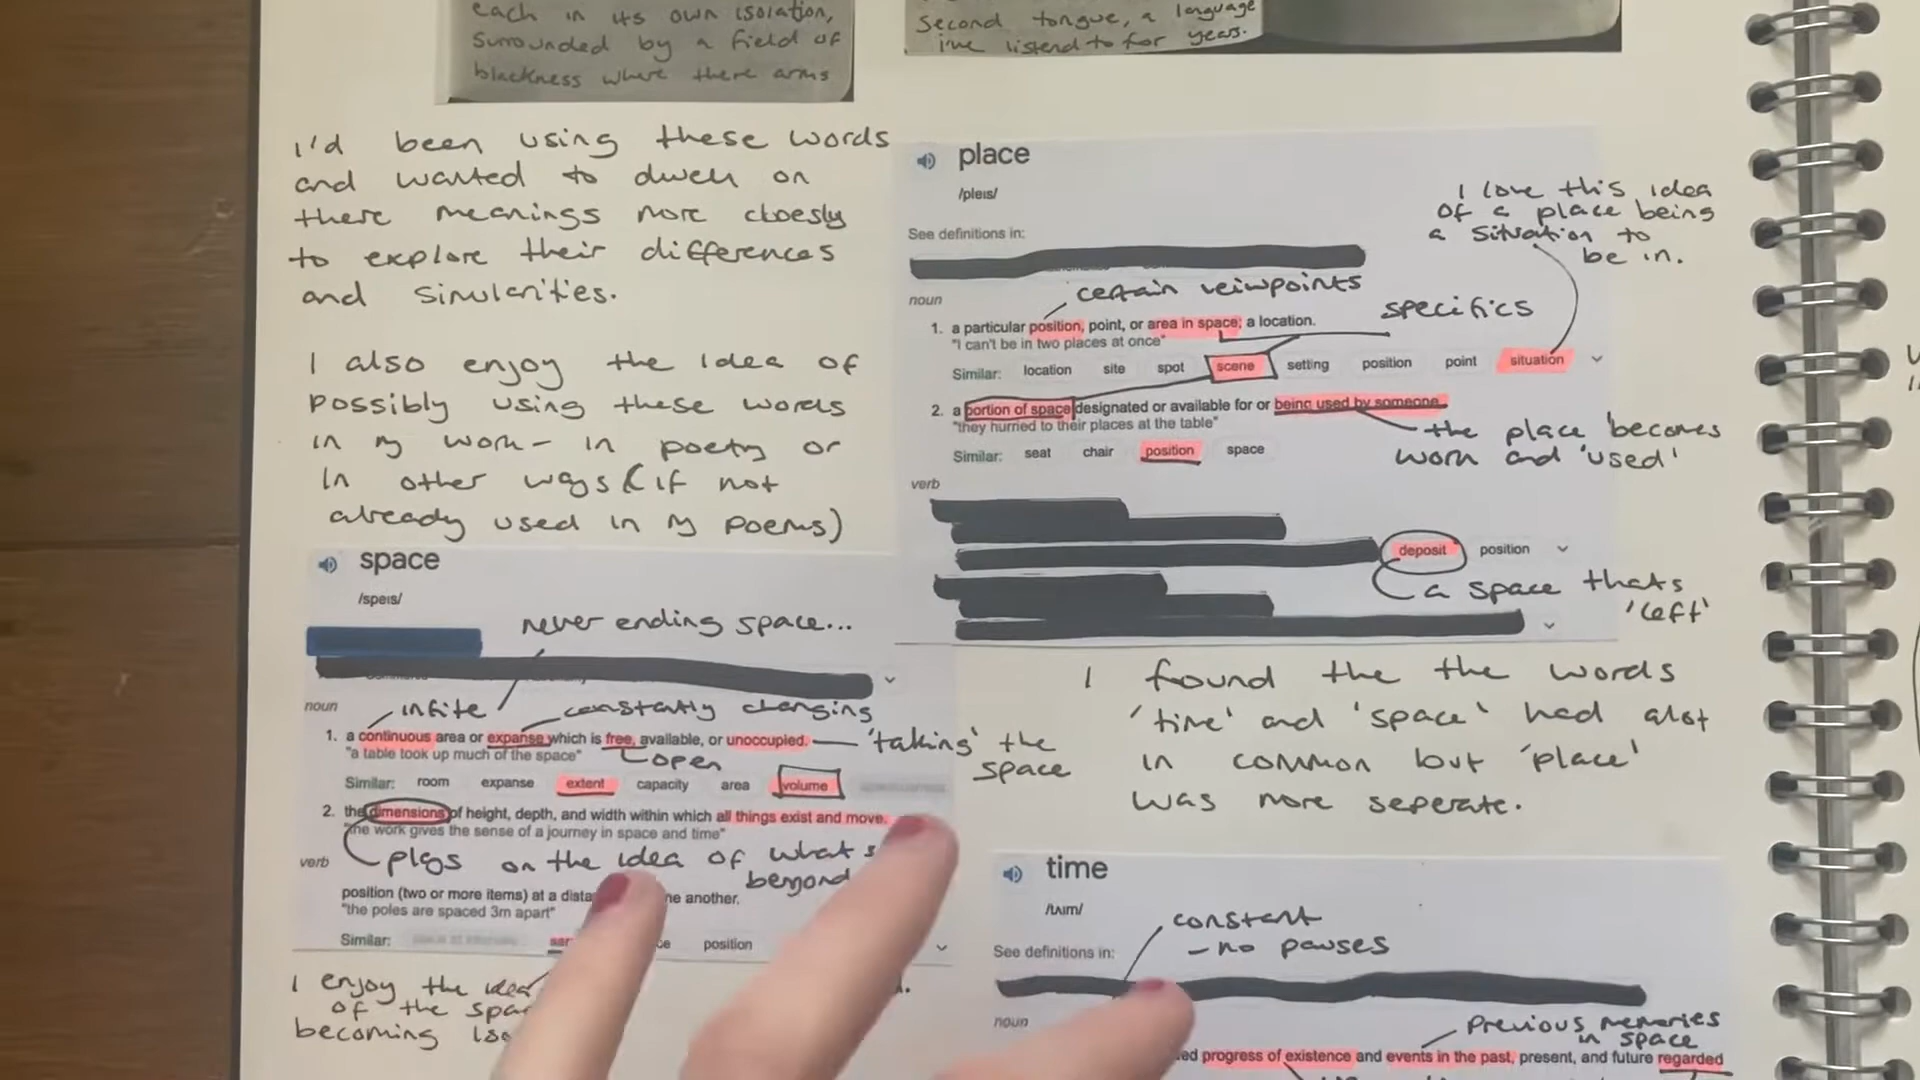 each in its own isolation,
surrounded by a field of
blackness where there arms
second tongue, a language
ive listend to for years.
I'd been using these words
and wanted to dwell on
there meanings more cloesly
to explore their differences
and simularities.
I also enjoy the idea of
possibly using these words
in my work - in poetry or
in other ways (if not
already used in my poems)
place
/pleɪs/
See definitions in:
I love this idea
of a place being
a situation to
be in.
certain veiwpoints
specifics
noun
1. a particular position, point, or area in space; a location.
"I can't be in two places at once"
Similar: location site spot scene setting position point situation
2. a portion of space designated or available for or being used by someone.
"they hurried to their places at the table"
Similar: seat chair position space
the place becomes
worn and 'used'
verb
deposit position
a space thats
'left'
space
/speɪs/
never ending space...
noun
infite
constantly changing
1. a continuous area or expanse which is free, available, or unoccupied.
"a table took up much of the space"
open
'taking' the
space
Similar: room expanse extent capacity area volume
2. the dimensions of height, depth, and width within which all things exist and move.
"the work gives the sense of a journey in space and time"
plays on the idea of what's
beyond
verb
position (two or more items) at a
"the poles are spaced 3m apart"
another.
Similar: position
I enjoy the idea
of the
becoming
I found the the words
'time' and 'space' had alot
in common but 'place'
was more seperate.
time
/tʌɪm/
constant
- no pauses
See definitions in:
noun
Previous memories
in space
progress of existence and events in the past, present, and future regarded